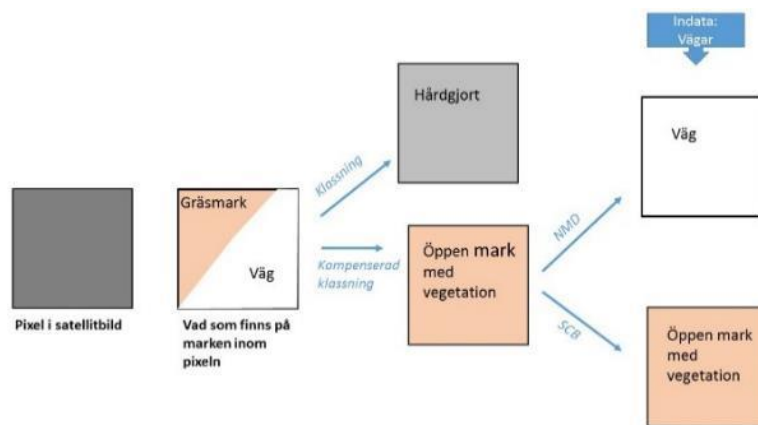 Indata:
Vägar
Hårdgjort
Väg
Klassning
Gräsmark
Väg
NMD
Kompenserad
klassning
Öppen mark
med
vegetation
SCB
Pixel i satellitbild
Vad som finns på
marken inom
pixeln
Öppen mark
med
vegetation